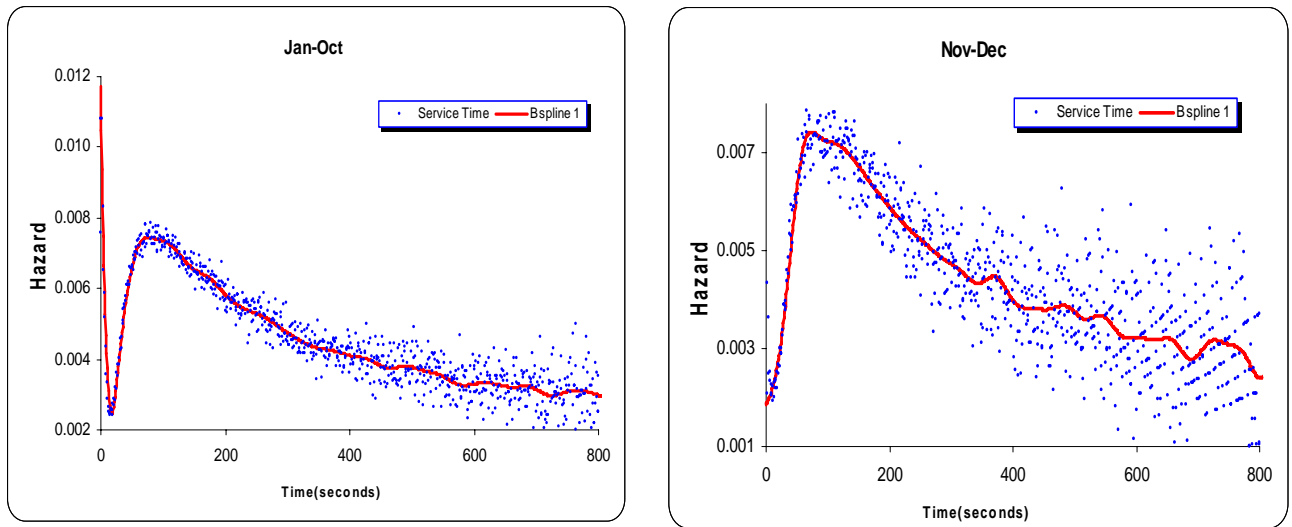 Jan-Oct
0.012
0.010
0.008
0.006
0.004
0.002
Hazard
Service Time
Bspline 1
0
200
400
600
800
Time(seconds)
Nov-Dec
0.007
0.005
0.003
0.001
Hazard
Service Time
Bspline 1
0
200
400
600
800
Time(seconds)